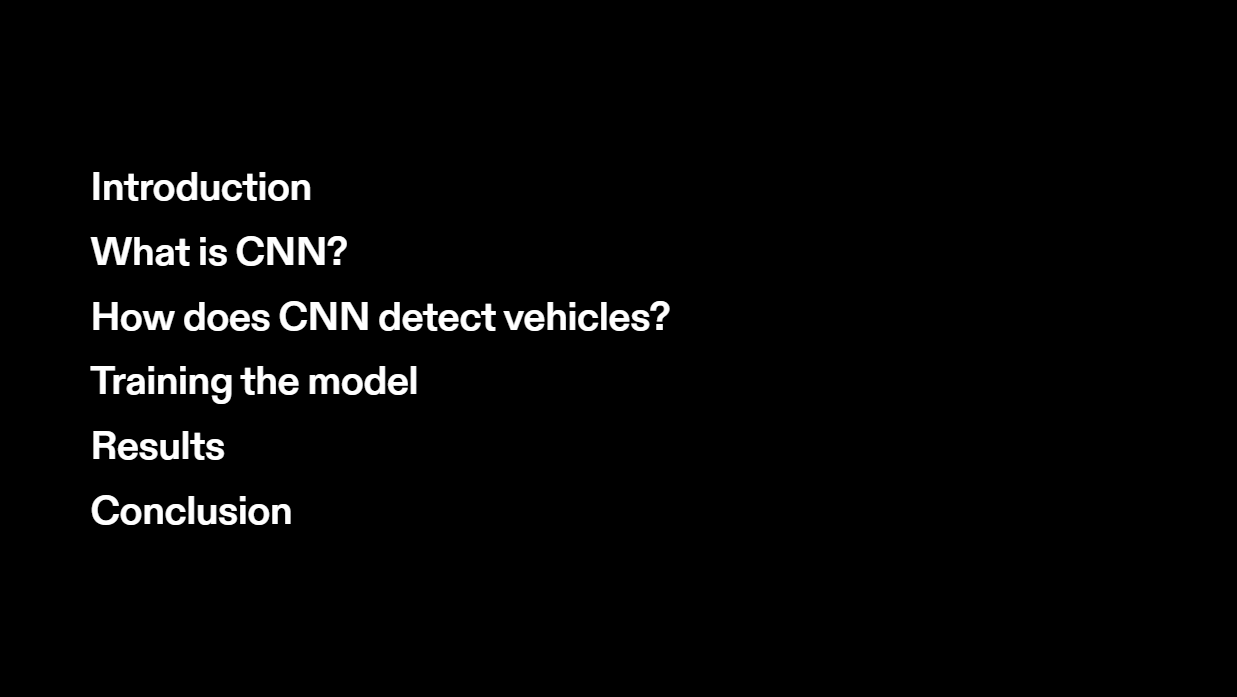 Introduction
What is CNN?
How does CNN detect vehicles?
Training the model
Results
Conclusion